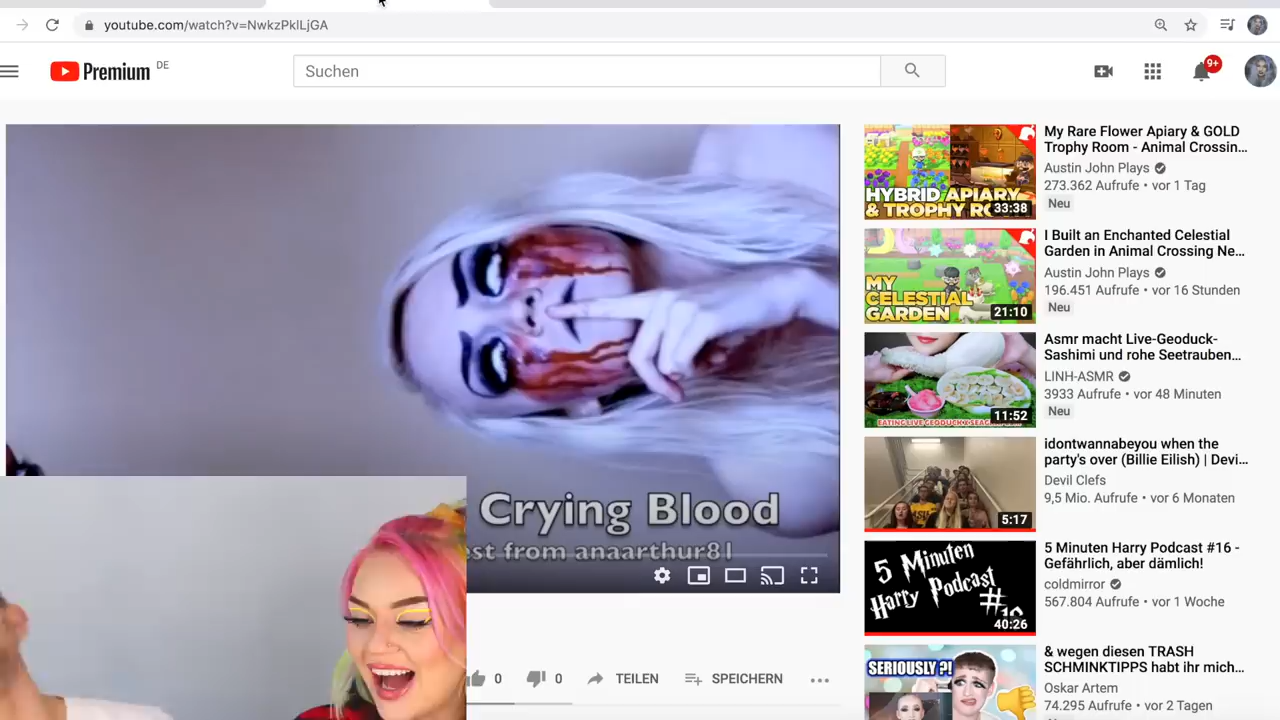 youtube.com/watch?v=NwkzPklLjGA
Premium DE
Suchen
9+
Crying Blood
est from anaarthur81
0
0
TEILEN
SPEICHERN
HYBRID APIARY
& TROPHY RO
33:38
My Rare Flower Apiary & GOLD
Trophy Room - Animal Crossin...
Austin John Plays
273.362 Aufrufe • vor 1 Tag
Neu
MY
CELESTIAL
GARDEN
21:10
I Built an Enchanted Celestial
Garden in Animal Crossing Ne...
Austin John Plays
196.451 Aufrufe • vor 16 Stunden
Neu
EATING LIVE GEODUCK X SEAG
11:52
Asmr macht Live-Geoduck-
Sashimi und rohe Seetrauben...
LINH-ASMR
3933 Aufrufe • vor 48 Minuten
Neu
5:17
idontwannabeyou when the
party's over (Billie Eilish) | Devi...
Devil Clefs
9,5 Mio. Aufrufe • vor 6 Monaten
5 Minuten
Harry Podcast
40:26
5 Minuten Harry Podcast #16 -
Gefährlich, aber dämlich!
coldmirror
567.804 Aufrufe • vor 1 Woche
SERIOUSLY ?!
& wegen diesen TRASH
SCHMINKTIPPS habt ihr mich...
Oskar Artem
74.295 Aufrufe • vor 2 Tagen